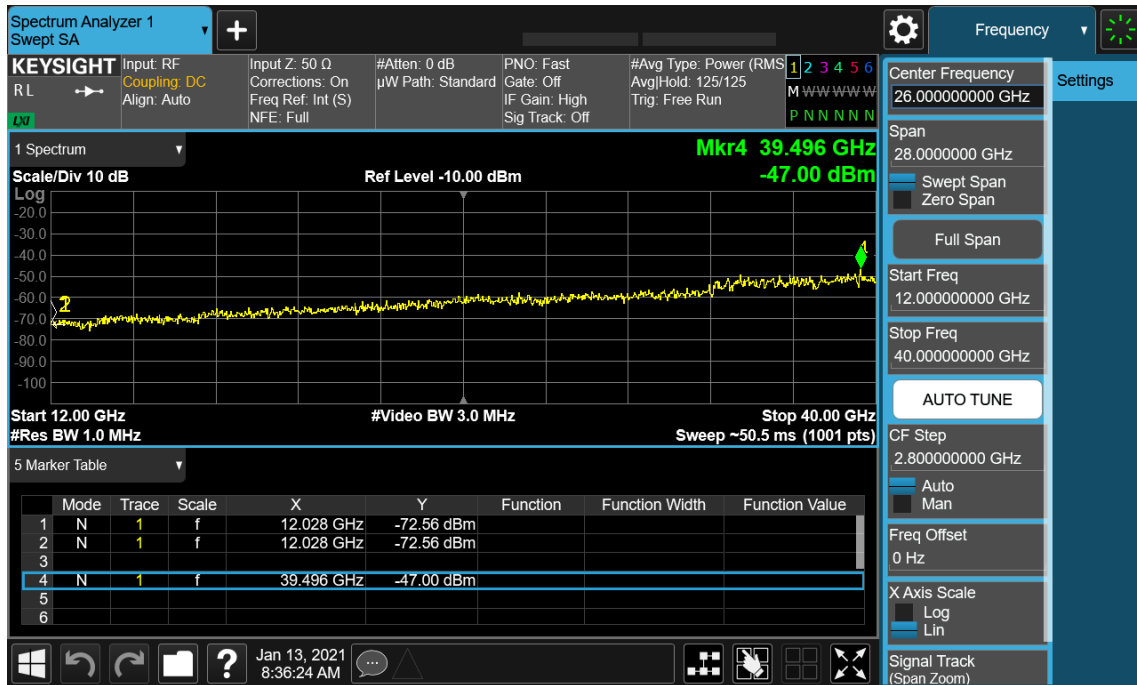 Spectrum Analyzer 1
Swept SA
+
Frequency
KEYSIGHT
RL
LXI
Input: RF
Coupling: DC
Align: Auto
Input Z: 50 Ω
Corrections: On
Freq Ref: Int (S)
NFE: Full
#Atten: 0 dB
µW Path: Standard
PNO: Fast
Gate: Off
IF Gain: High
Sig Track: Off
#Avg Type: Power (RMS
Avg|Hold: 125/125
Trig: Free Run
1 2 3 4 5 6
M W W W W W
P N N N N N
1 Spectrum
Scale/Div 10 dB
Ref Level -10.00 dBm
Mkr4 39.496 GHz
-47.00 dBm
Log
-20.0
-30.0
-40.0
-50.0
-60.0
-70.0
-80.0
-90.0
-100
2
4
Start 12.00 GHz
#Video BW 3.0 MHz
Stop 40.00 GHz
#Res BW 1.0 MHz
Sweep ~50.5 ms (1001 pts)
5 Marker Table
Mode Trace Scale X Y Function Function Width Function Value
1 N 1 f 12.028 GHz -72.56 dBm
2 N 1 f 12.028 GHz -72.56 dBm
3
4 N 1 f 39.496 GHz -47.00 dBm
5
6
?
Jan 13, 2021
8:36:24 AM
Center Frequency
26.000000000 GHz
Settings
Span
28.0000000 GHz
Swept Span
Zero Span
Full Span
Start Freq
12.000000000 GHz
Stop Freq
40.000000000 GHz
AUTO TUNE
CF Step
2.800000000 GHz
Auto
Man
Freq Offset
0 Hz
X Axis Scale
Log
Lin
Signal Track
(Span Zoom)